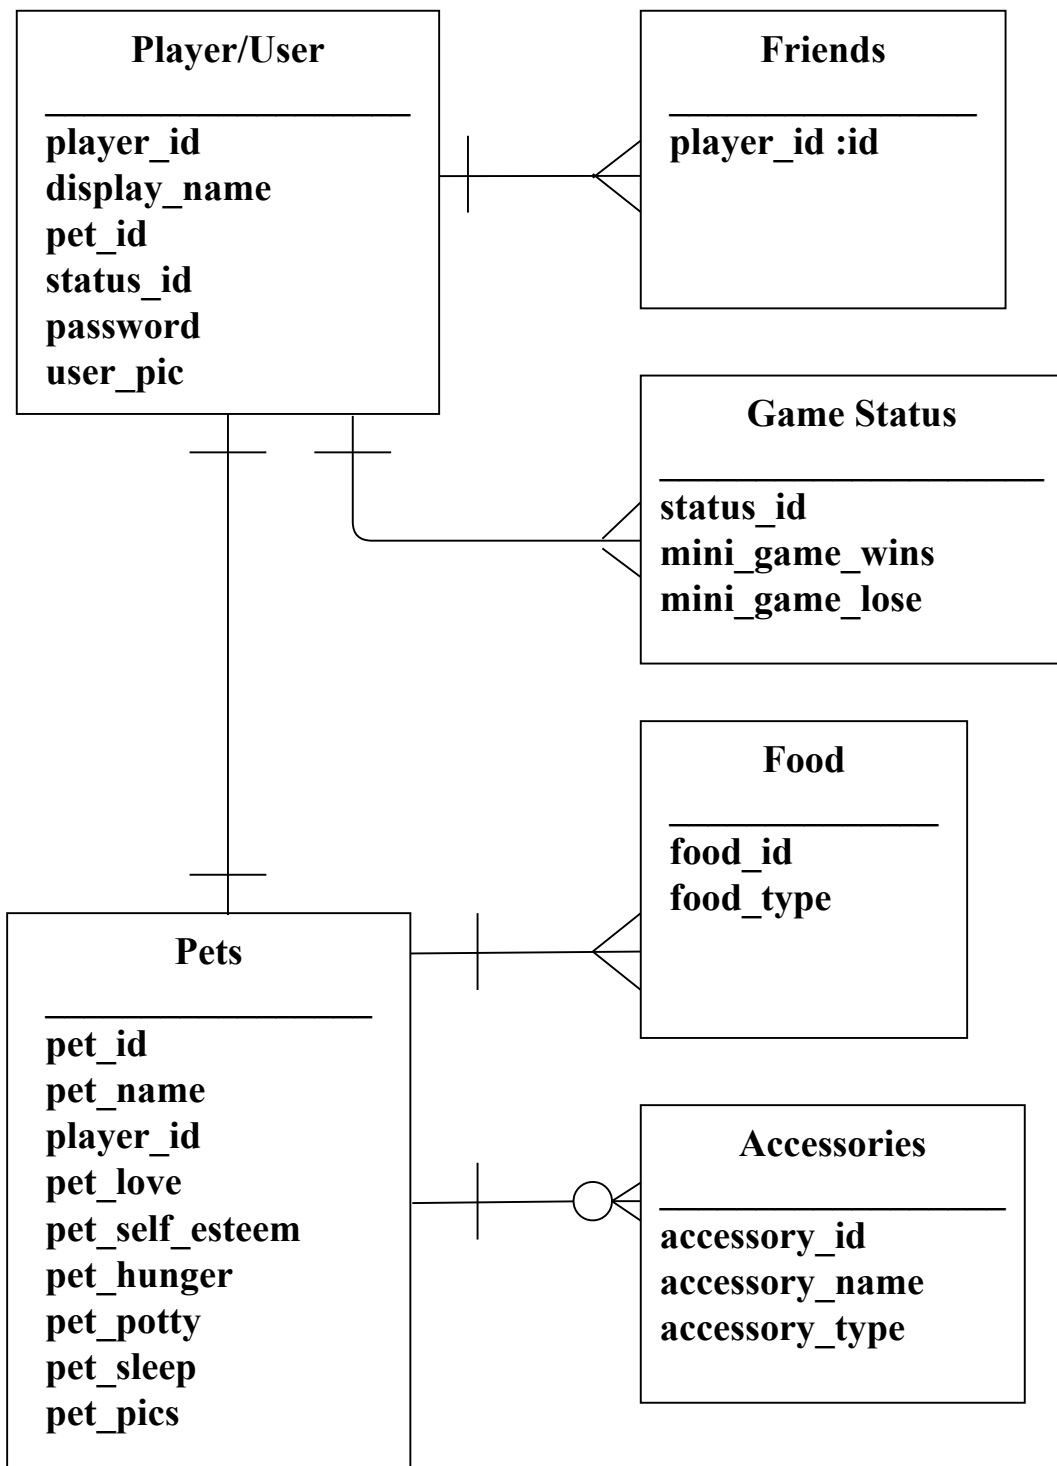 Player/User
player_id
display_name
pet_id
status_id
password
user_pic
Friends
player_id :id
Game Status
status_id
mini_game_wins
mini_game_lose
Food
food_id
food_type
Pets
pet_id
pet_name
player_id
pet_love
pet_self_esteem
pet_hunger
pet_potty
pet_sleep
pet_pics
Accessories
accessory_id
accessory_name
accessory_type